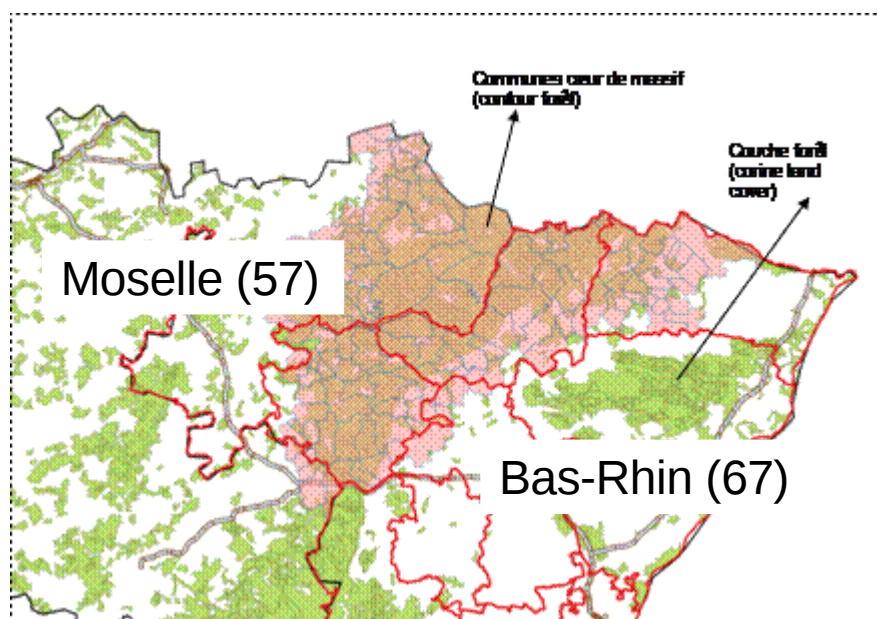 Communes cœur de massif
(contour forêt)
Couche forêt
(corine land
cover)
Moselle (57)
Bas-Rhin (67)